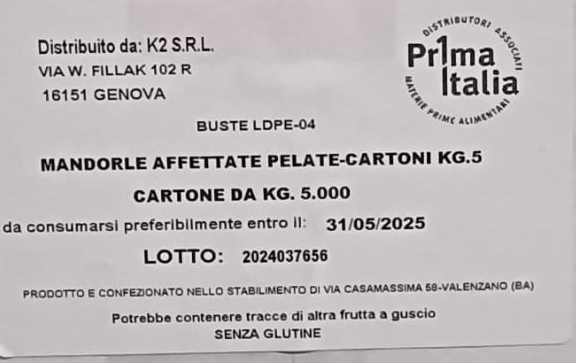 Distribuito da: K2 S.R.L.
VIA W. FILLAK 102 R
16151 GENOVA
DISTRIBUTORI ASSOCIATI
Pr1ma
Italia
MATERIE PRIME ALIMENTARI
BUSTE LDPE-04
MANDORLE AFFETTATE PELATE-CARTONI KG.5
CARTONE DA KG. 5.000
da consumarsi preferibilmente entro il: 31/05/2025
LOTTO: 2024037656
PRODOTTO E CONFEZIONATO NELLO STABILIMENTO DI VIA CASAMASSIMA 58-VALENZANO (BA)
Potrebbe contenere tracce di altra frutta a guscio
SENZA GLUTINE